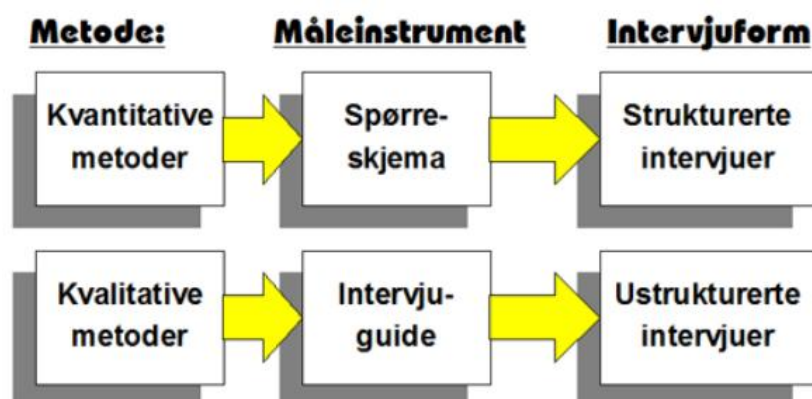 Metode: Måleinstrument Intervjuform
Kvantitative
metoder
Spørre-
skjema
Strukturerte
intervjuer
Kvalitative
metoder
Intervju-
guide
Ustrukturerte
intervjuer